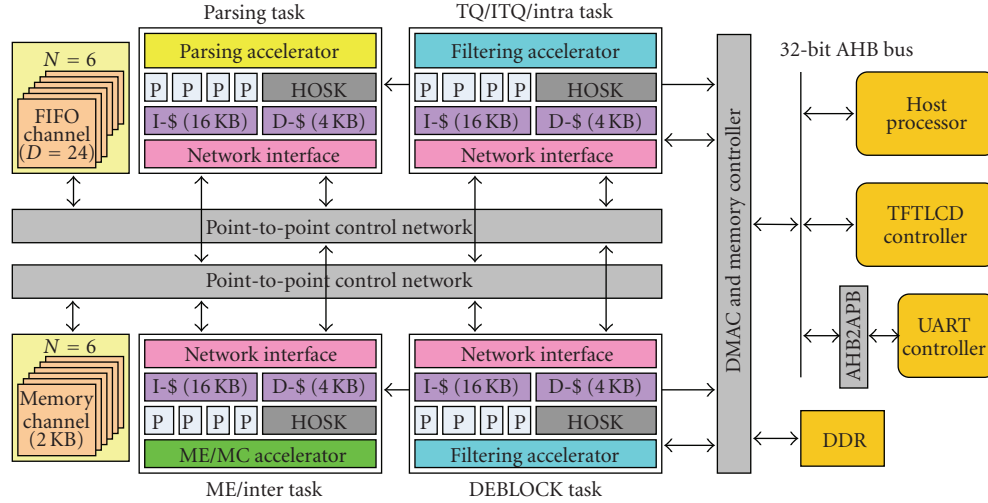 Parsing task
TQ/ITQ/intra task
N = 6
FIFO
channel
(D = 24)
Parsing accelerator
P P P P HOSK
I-$ (16 KB) D-$ (4 KB)
Network interface
Filtering accelerator
P P P P HOSK
I-$ (16 KB) D-$ (4 KB)
Network interface
Point-to-point control network
Point-to-point control network
N = 6
Memory
channel
(2 KB)
Network interface
I-$ (16 KB) D-$ (4 KB)
P P P P HOSK
ME/MC accelerator
ME/inter task
Network interface
I-$ (16 KB) D-$ (4 KB)
P P P P HOSK
Filtering accelerator
DEBLOCK task
DMAC and memory controller
32-bit AHB bus
Host
processor
TFTLCD
controller
AHB2APB
UART
controller
DDR